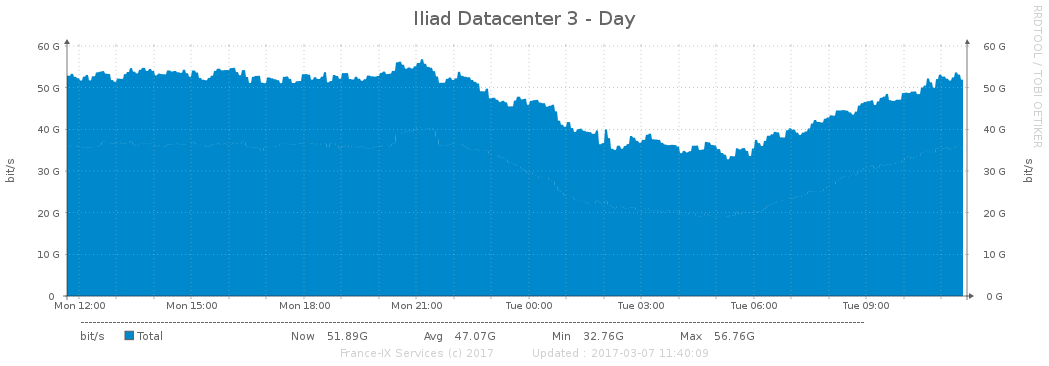 Iliad Datacenter 3 - Day
RRDTOOL / TOBI OETIKER
60 G 60 G
50 G 50 G
40 G 40 G
30 G 30 G
20 G 20 G
10 G 10 G
0 0 G
bit/s bit/s
Mon 12:00 Mon 15:00 Mon 18:00 Mon 21:00 Tue 00:00 Tue 03:00 Tue 06:00 Tue 09:00
bit/s Total Now 51.89G Avg 47.07G Min 32.76G Max 56.76G
France-IX Services (c) 2017 Updated : 2017-03-07 11:40:09